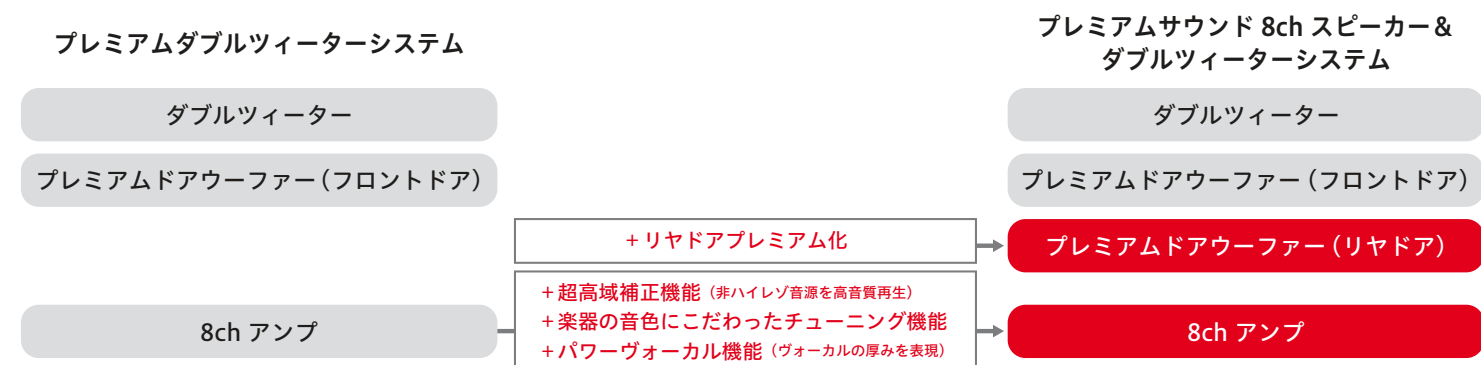 プレミアムダブルツィーターシステム
ダブルツィーター
プレミアムドアウーファー（フロントドア）
8ch アンプ
＋リヤドアプレミアム化
＋超高域補正機能（非ハイレゾ音源を高音質再生）
＋楽器の音色にこだわったチューニング機能
＋パワーヴォーカル機能（ヴォーカルの厚みを表現）
プレミアムサウンド 8ch スピーカー＆
ダブルツィーターシステム
ダブルツィーター
プレミアムドアウーファー（フロントドア）
プレミアムドアウーファー（リヤドア）
8ch アンプ